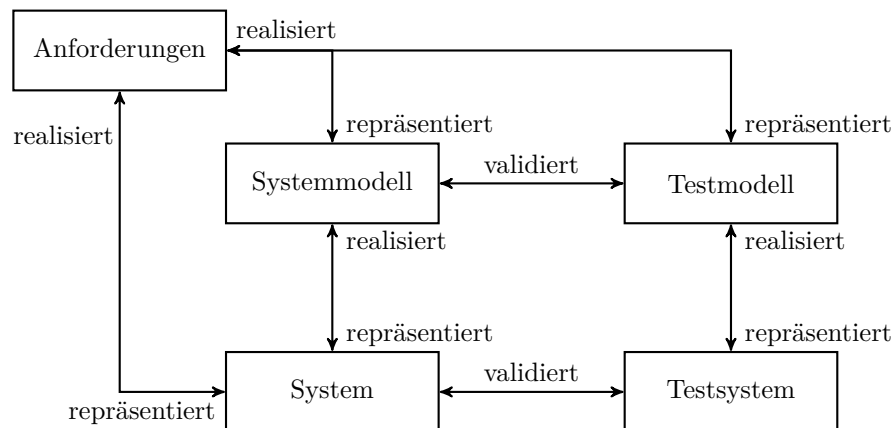 realisiert
Anforderungen
realisiert
repräsentiert
repräsentiert
validiert
Systemmodell
Testmodell
realisiert
realisiert
repräsentiert
repräsentiert
validiert
System
Testsystem
repräsentiert